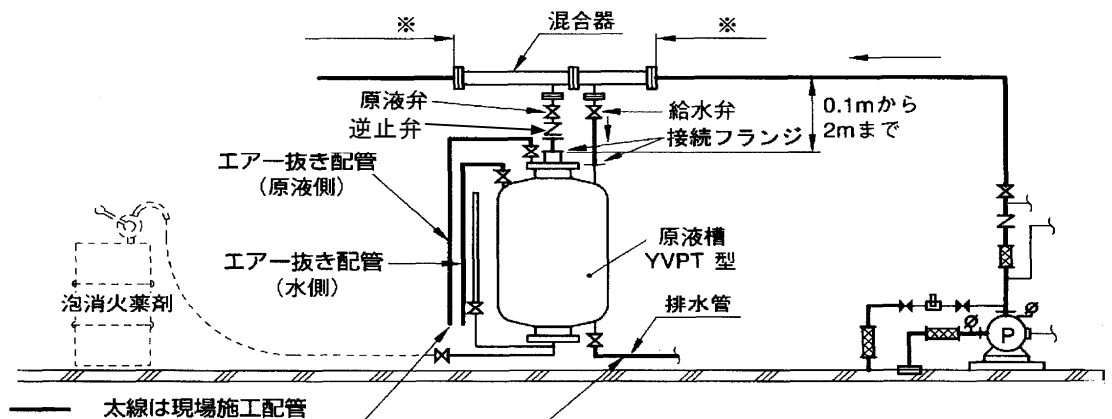 ※
混合器
※
原液弁
逆止弁
給水弁
接続フランジ
0.1mから
2mまで
エアー抜き配管
(原液側)
エアー抜き配管
(水側)
原液槽
YVPT 型
泡消火薬剤
排水管
P
太線は現場施工配管